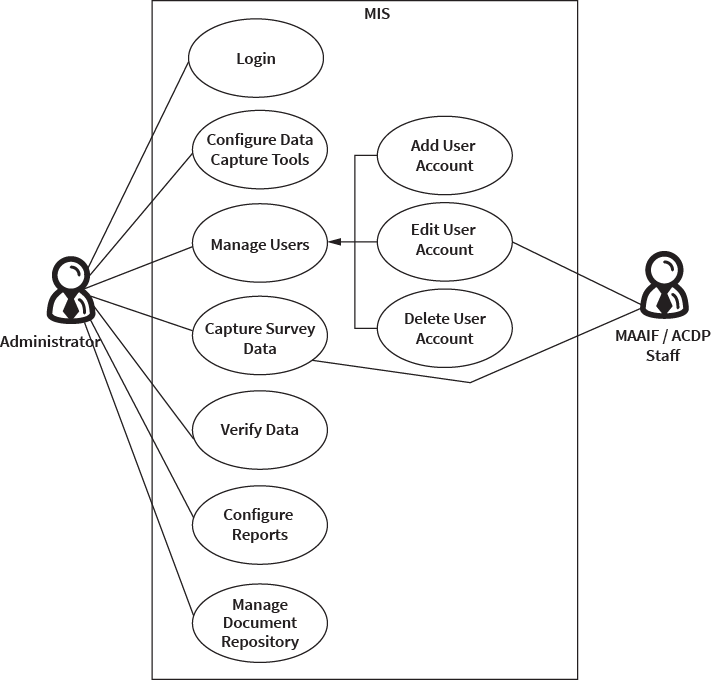 MIS
Login
Configure Data
Capture Tools
Add User
Account
Manage Users
Edit User
Account
Capture Survey
Data
Delete User
Account
Administrator
MAAIF / ACDP
Staff
Verify Data
Configure
Reports
Manage
Document
Repository